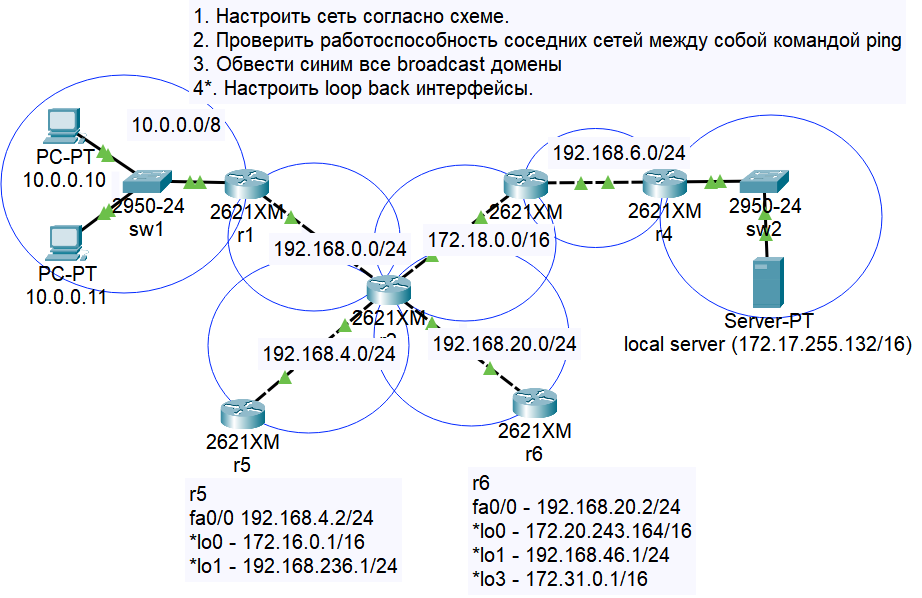 1. Настроить сеть согласно схеме.
2. Проверить работоспособность соседних сетей между собой командой ping
3. Обвести синим все broadcast домены
4*. Настроить loop back интерфейсы.
10.0.0.0/8
PC-PT
10.0.0.10
2950-24
sw1
2621XM
r1
PC-PT
10.0.0.11
192.168.0.0/24
172.18.0.0/16
2621XM
192.168.6.0/24
2621XM
r4
2950-24
sw2
Server-PT
local server (172.17.255.132/16)
2621XM
192.168.4.0/24
192.168.20.0/24
2621XM
r5
2621XM
r6
r5
fa0/0 192.168.4.2/24
*lo0 - 172.16.0.1/16
*lo1 - 192.168.236.1/24
r6
fa0/0 - 192.168.20.2/24
*lo0 - 172.20.243.164/16
*lo1 - 192.168.46.1/24
*lo3 - 172.31.0.1/16